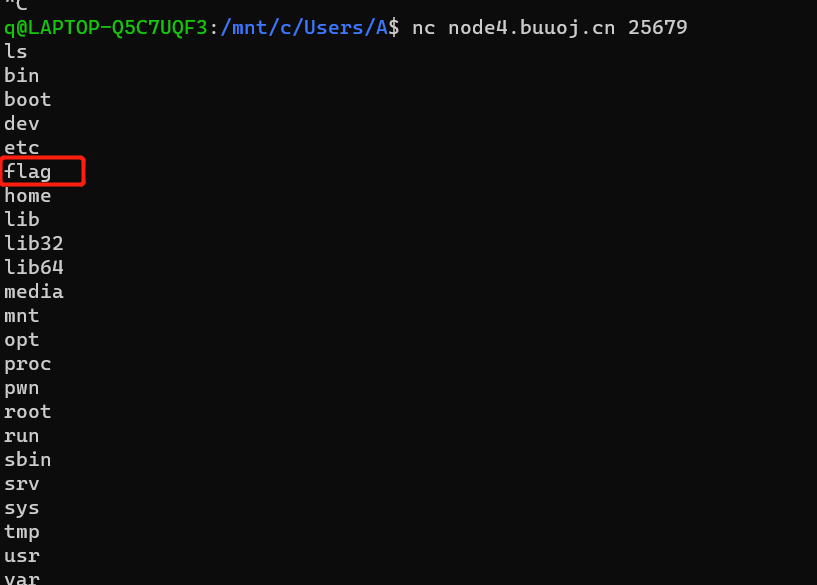 ^C
q@LAPTOP-Q5C7UQF3:/mnt/c/Users/A$ nc node4.buuoj.cn 25679
ls
bin
boot
dev
etc
flag
home
lib
lib32
lib64
media
mnt
opt
proc
pwn
root
run
sbin
srv
sys
tmp
usr
var